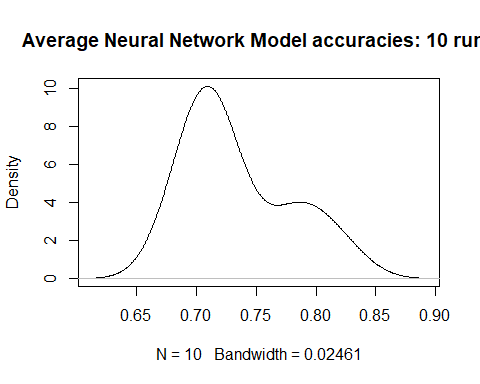 Average Neural Network Model accuracies: 10 run
Density
10
8
6
4
2
0
0.65 0.70 0.75 0.80 0.85 0.90
N = 10 Bandwidth = 0.02461